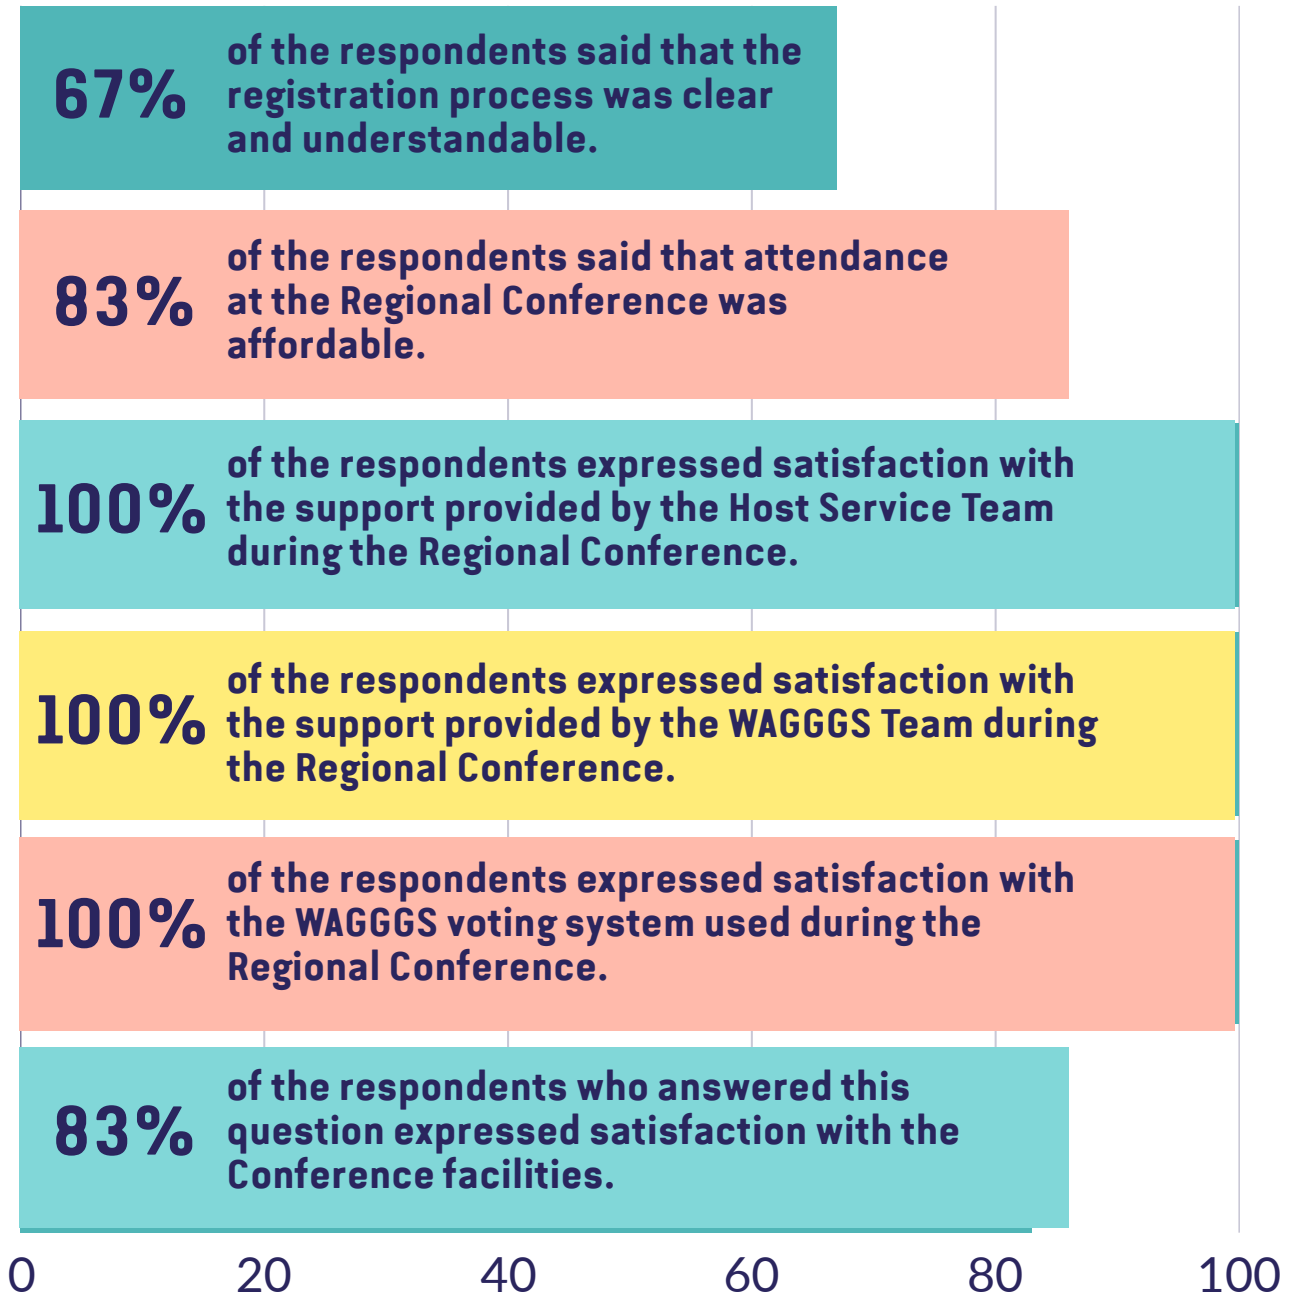 67%
of the respondents said that the
registration process was clear
and understandable.
83%
of the respondents said that attendance
at the Regional Conference was
affordable.
100%
of the respondents expressed satisfaction with
the support provided by the Host Service Team
during the Regional Conference.
100%
of the respondents expressed satisfaction with
the support provided by the WAGGGS Team during
the Regional Conference.
100%
of the respondents expressed satisfaction with
the WAGGGS voting system used during the
Regional Conference.
83%
of the respondents who answered this
question expressed satisfaction with the
Conference facilities.
0 20 40 60 80 100